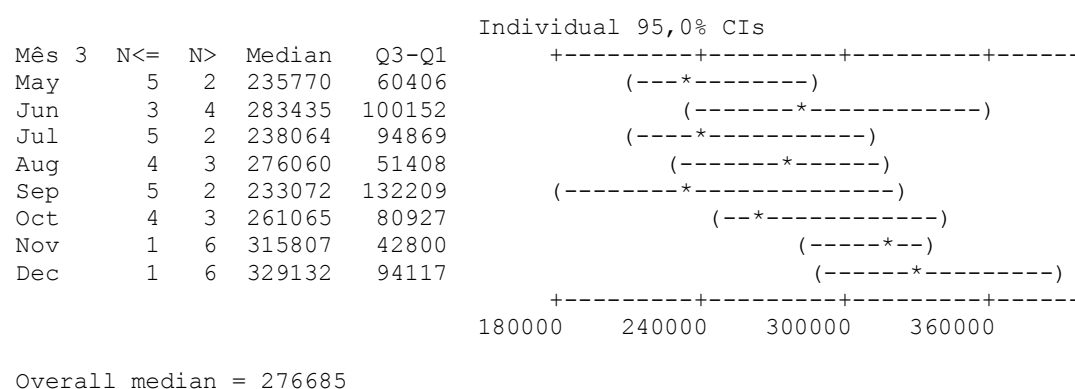 Individual 95,0% CIs
Mês 3  N<=  N>  Median    Q3-Q1       +---------+---------+---------+------
May      5   2  235770    60406            (---*--------)
Jun      3   4  283435   100152                (-------*------------)
Jul      5   2  238064    94869            (----*-----------)
Aug      4   3  276060    51408               (-------*------)
Sep      5   2  233072   132209       (--------*--------------)
Oct      4   3  261065    80927                  (--*------------)
Nov      1   6  315807    42800                        (-----*--)
Dec      1   6  329132    94117                         (------*---------)
+---------+---------+---------+------
180000    240000    300000    360000
Overall median = 276685